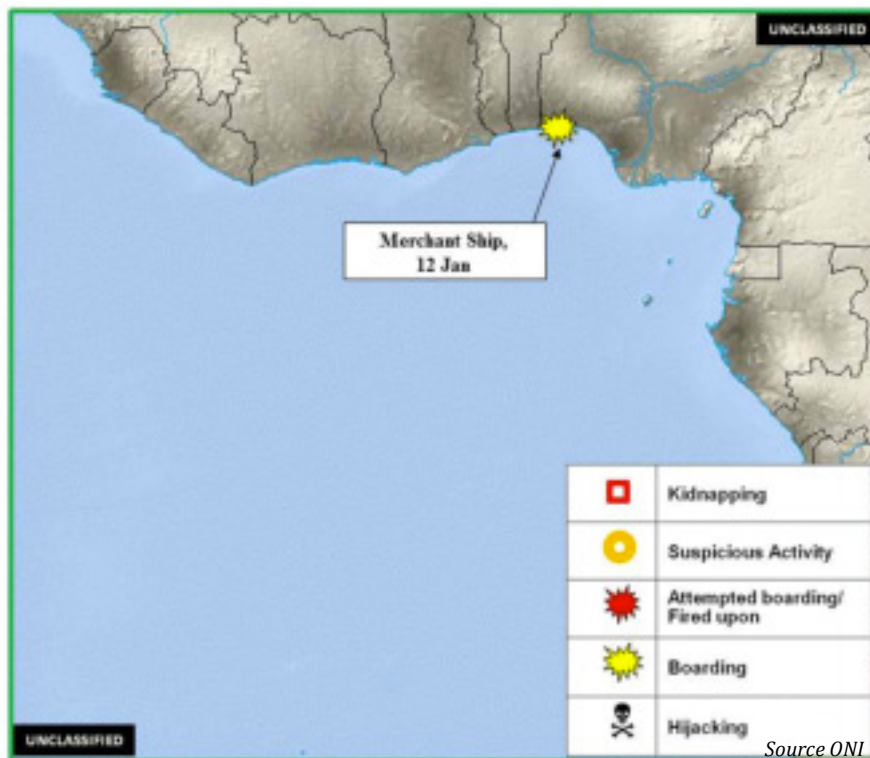 UNCLASSIFIED
Merchant Ship,
12 Jan
Kidnapping
Suspicious Activity
Attempted boarding/
Fired upon
Boarding
Hijacking
UNCLASSIFIED
Source ONI